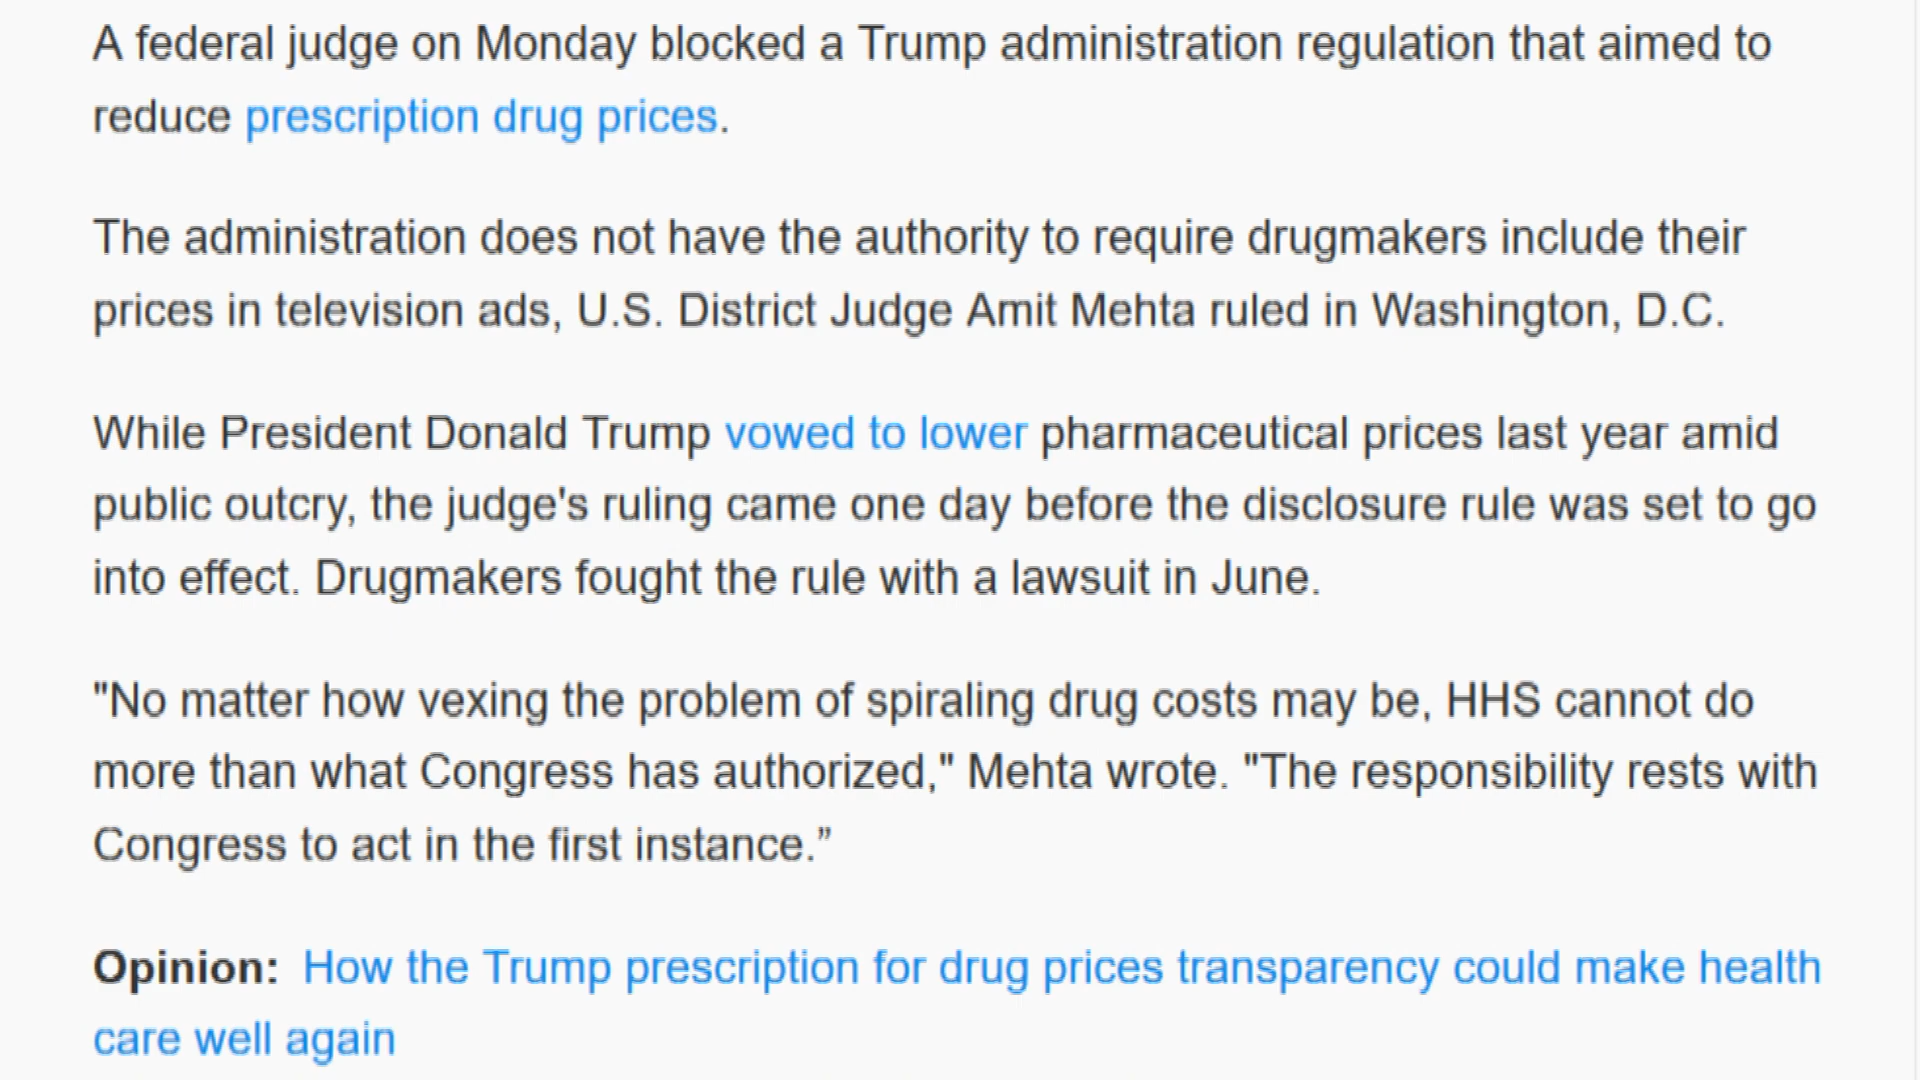 A federal judge on Monday blocked a Trump administration regulation that aimed to
reduce prescription drug prices.
The administration does not have the authority to require drugmakers include their
prices in television ads, U.S. District Judge Amit Mehta ruled in Washington, D.C.
While President Donald Trump vowed to lower pharmaceutical prices last year amid
public outcry, the judge's ruling came one day before the disclosure rule was set to go
into effect. Drugmakers fought the rule with a lawsuit in June.
"No matter how vexing the problem of spiraling drug costs may be, HHS cannot do
more than what Congress has authorized," Mehta wrote. "The responsibility rests with
Congress to act in the first instance.”
Opinion: How the Trump prescription for drug prices transparency could make health
care well again